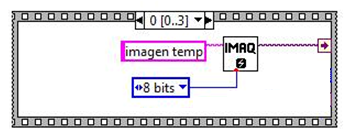 0 [0..3]
imagen temp
IMAQ
8 bits